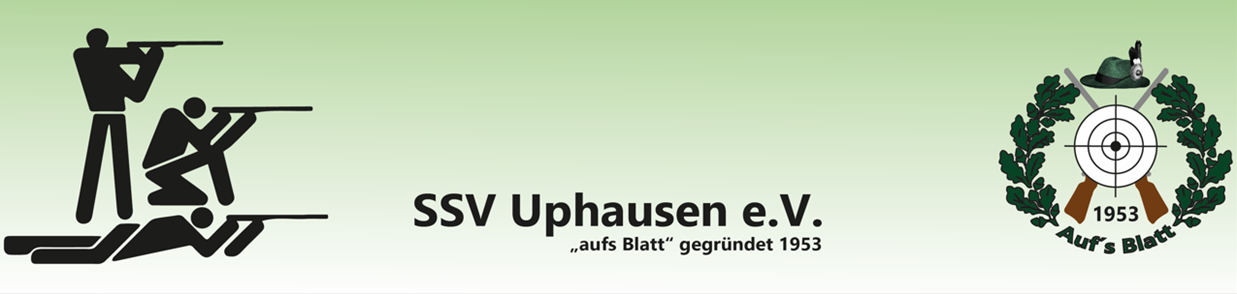 SSV Uphausen e.V.
„aufs Blatt“ gegründet 1953
1953
Auf´s Blatt